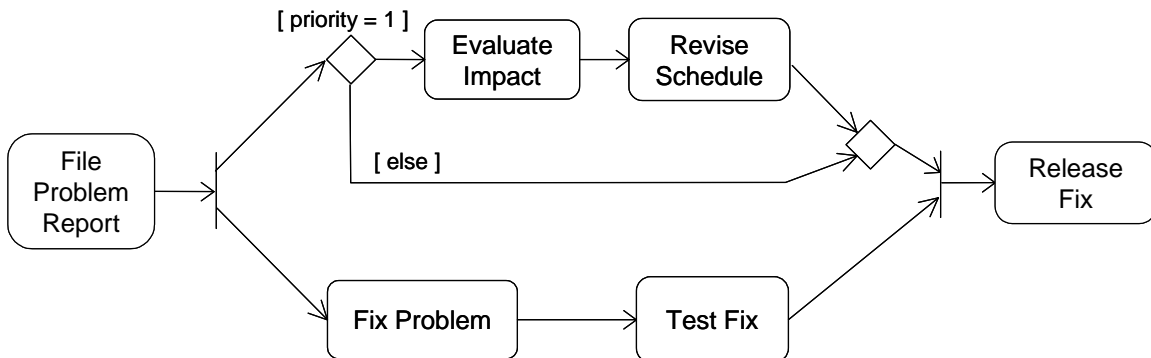 [ priority = 1 ]
Evaluate
Impact
Revise
Schedule
[ else ]
File
Problem
Report
Release
Fix
Fix Problem
Test Fix